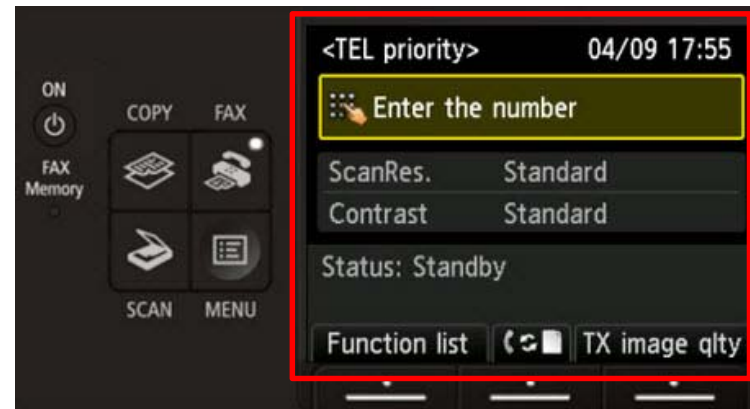 ON
FAX
Memory
COPY FAX
SCAN MENU
<TEL priority> 04/09 17:55
Enter the number
ScanRes. Standard
Contrast Standard
Status: Standby
Function list TX image qlty